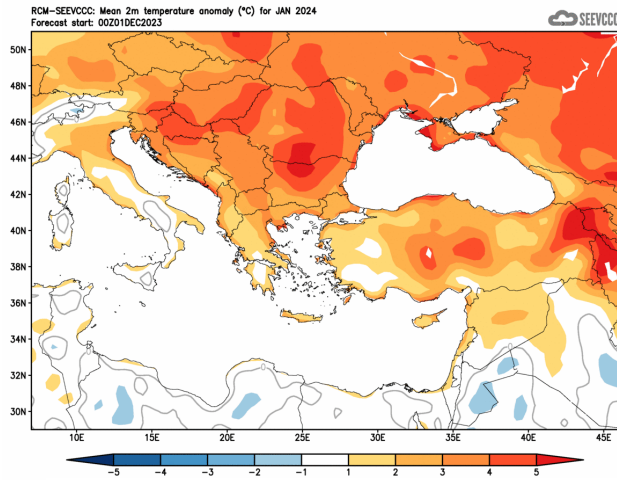 RCM-SEEVCCC: Mean 2m temperature anomaly (°C) for JAN 2024
Forecast start: 00Z01DEC2023
SEEVCCC
50N
48N
46N
44N
42N
40N
38N
36N
34N
32N
30N
10E 15E 20E 25E 30E 35E 40E 45E
-5 -4 -3 -2 -1 1 2 3 4 5